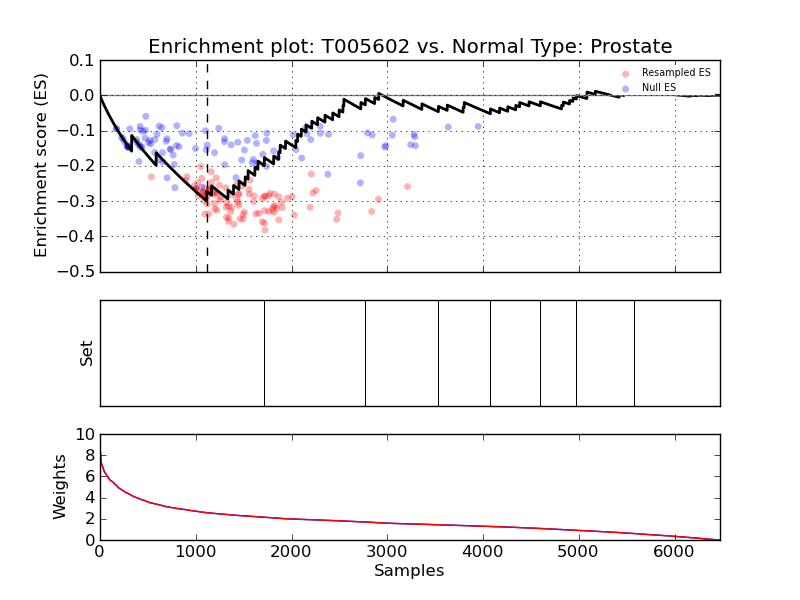 Enrichment plot: T005602 vs. Normal Type: Prostate
Enrichment score (ES)
0.1
0.0
−0.1
−0.2
−0.3
−0.4
−0.5
Resampled ES
Null ES
Set
Weights
10
8
6
4
2
0
0 1000 2000 3000 4000 5000 6000
Samples